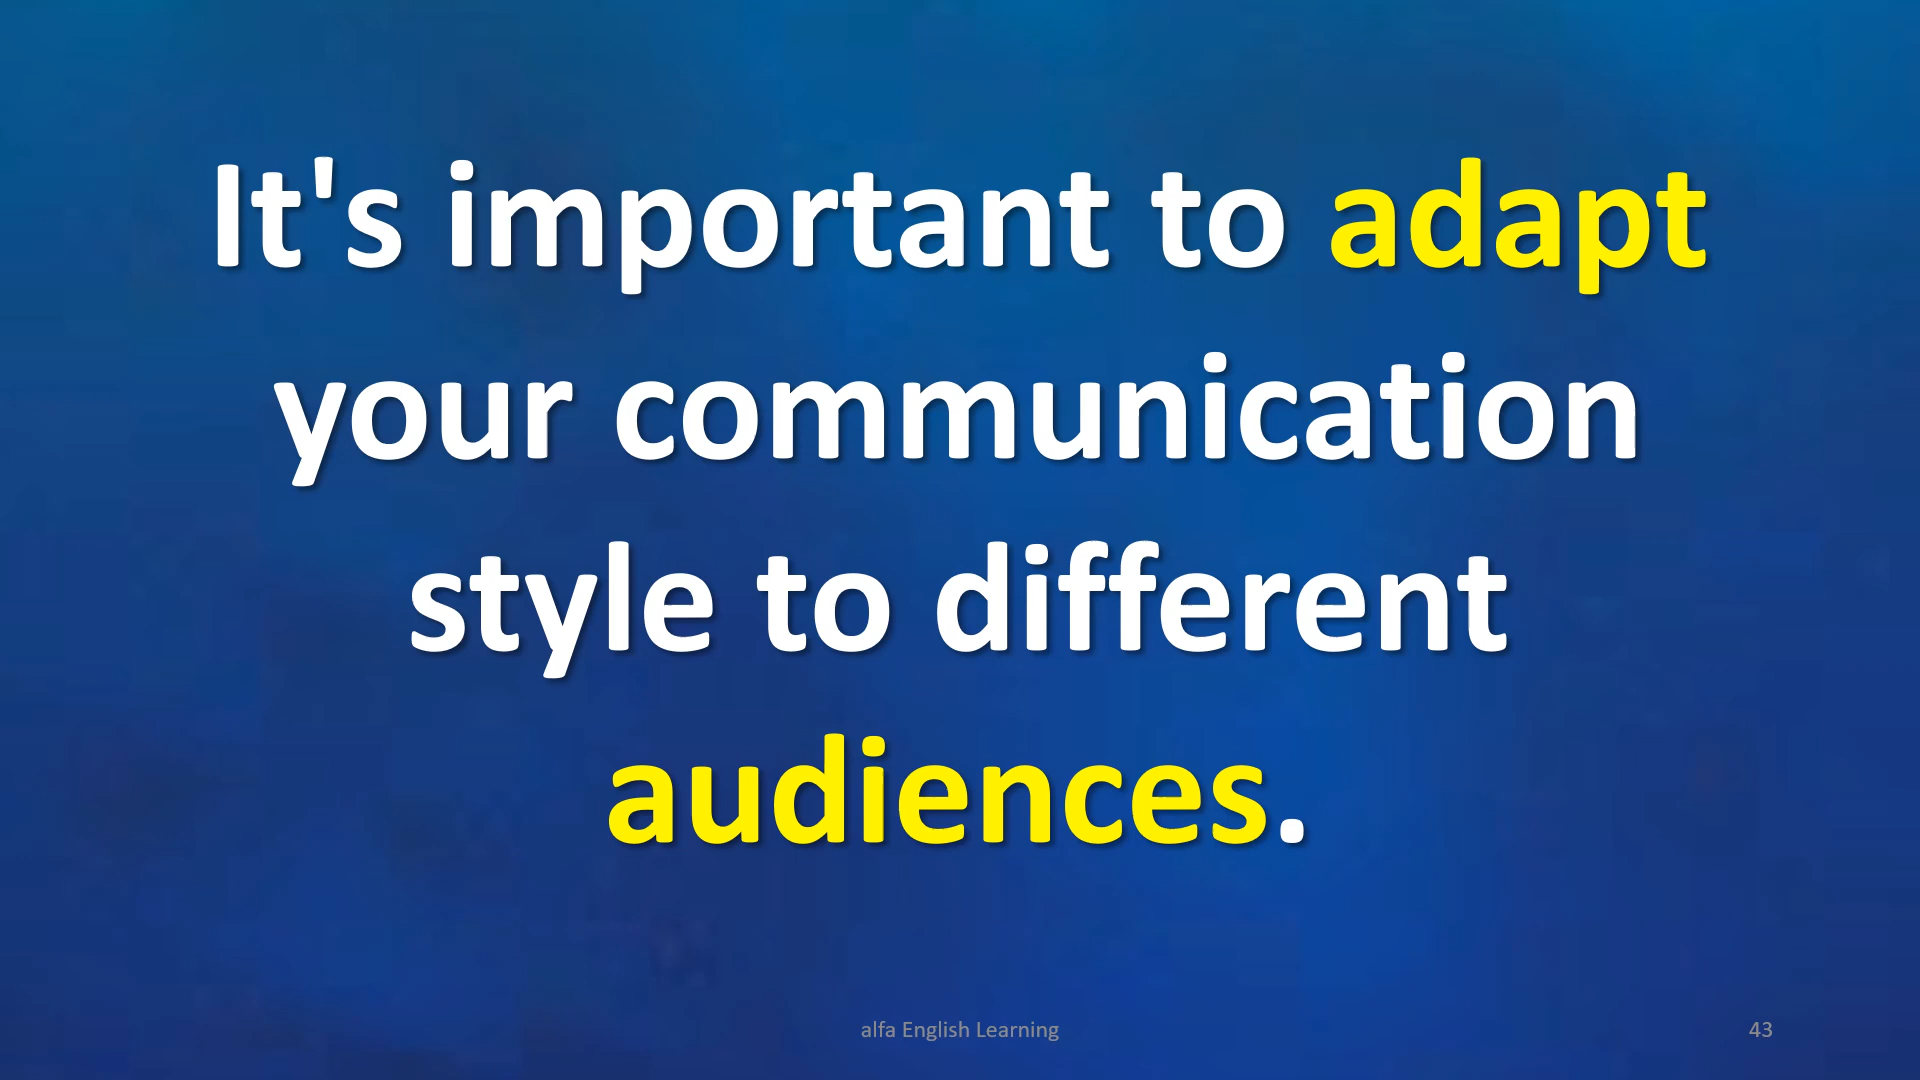 It's important to adapt
your communication
style to different
audiences.
alfa English Learning
43